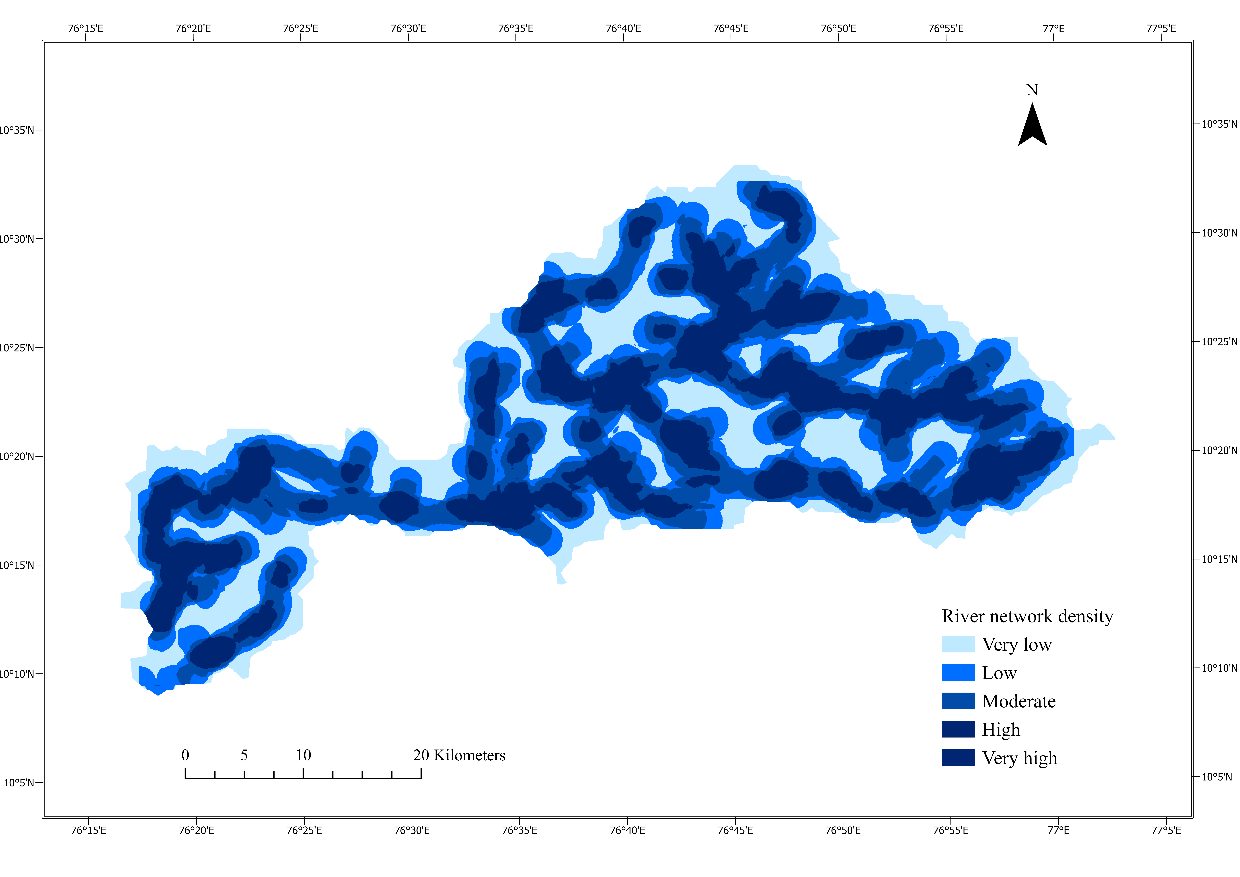 76°15'E 76°20'E 76°25'E 76°30'E 76°35'E 76°40'E 76°45'E 76°50'E 76°55'E 77°E 77°5'E
N
10°35'N 10°35'N
10°30'N 10°30'N
10°25'N 10°25'N
10°20'N 10°20'N
10°15'N 10°15'N
River network density
Very low
10°10'N Low 10°10'N
Moderate
High
0 5 10 20 Kilometers
Very high
10°5'N 10°5'N
76°15'E 76°20'E 76°25'E 76°30'E 76°35'E 76°40'E 76°45'E 76°50'E 76°55'E 77°E 77°5'E